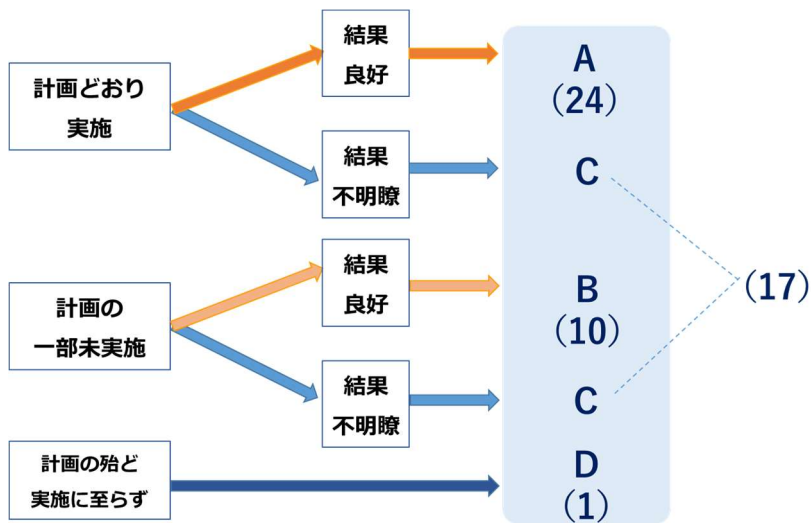 計画どおり
実施
結果
良好
A
(24)
結果
不明瞭
C
計画の
一部未実施
結果
良好
B
(10)
(17)
結果
不明瞭
C
計画の殆ど
実施に至らず
D
(1)